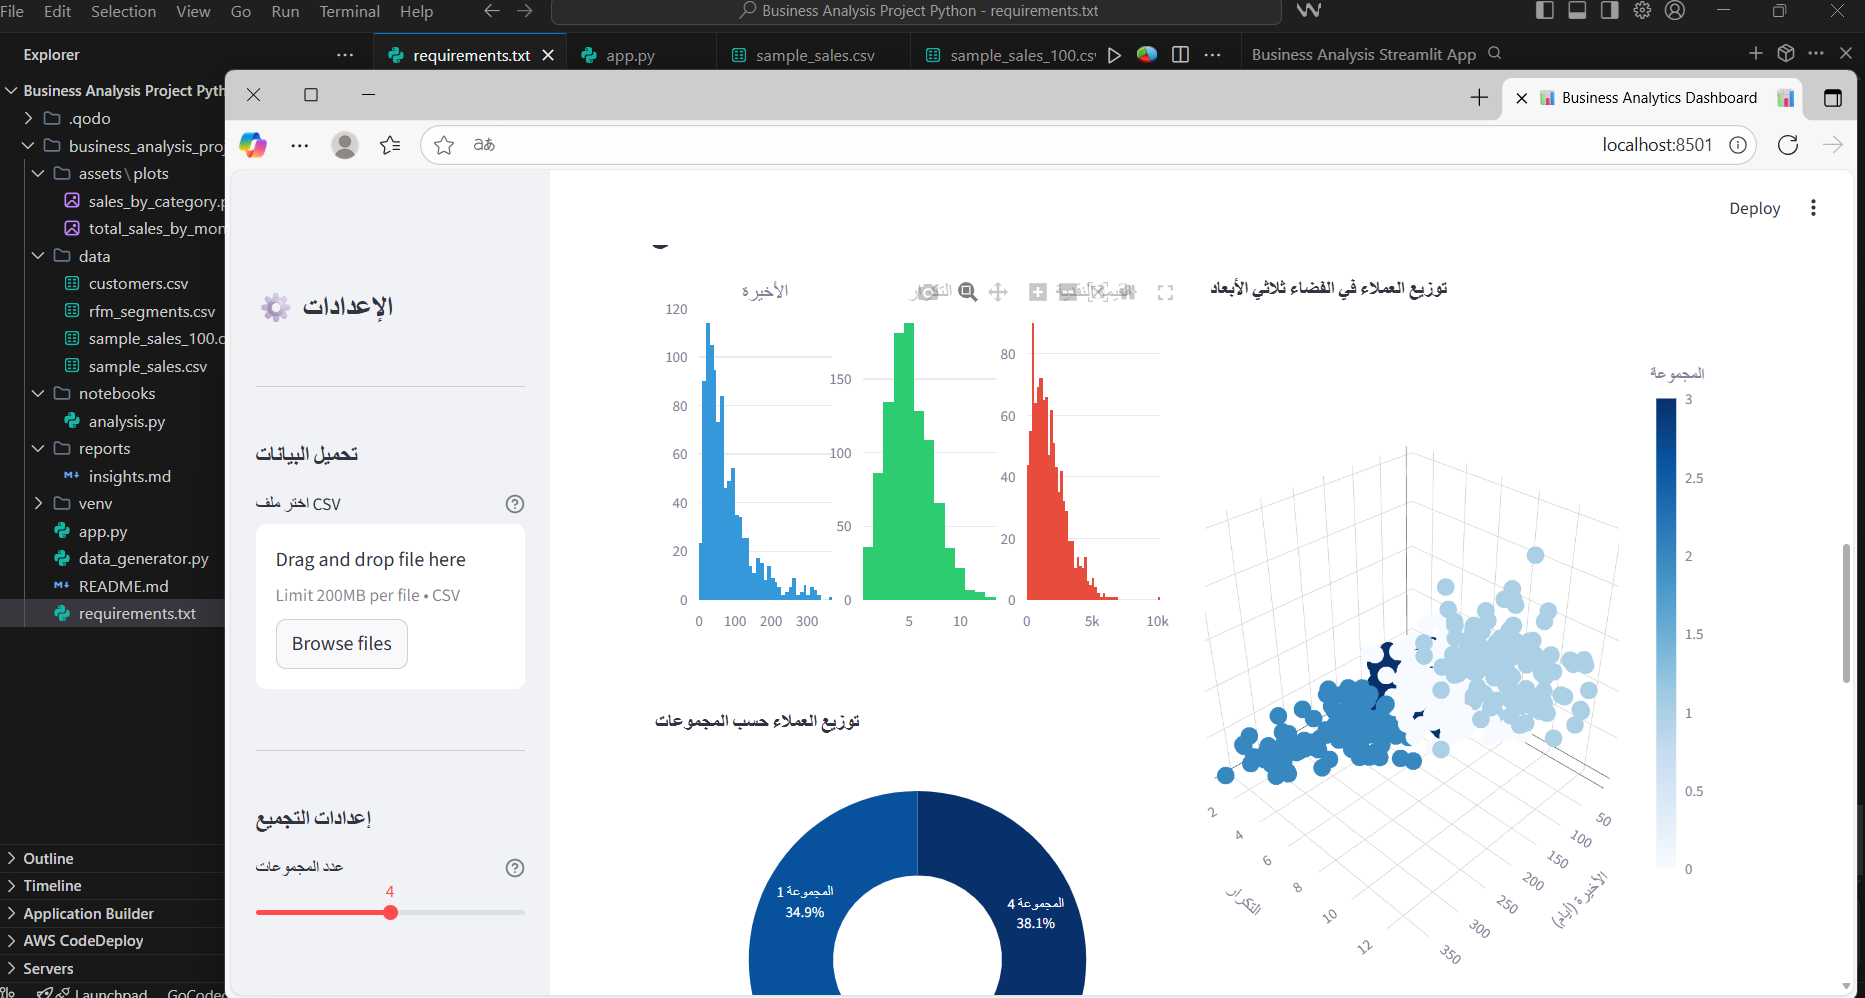 File Edit Selection View Go Run Terminal Help
Business Analysis Project Python - requirements.txt
Explorer
requirements.txt
app.py
sample_sales.csv
sample_sales_100.csv
Business Analysis Streamlit App
Business Analysis Project Pyth
.qodo
business_analysis_proj
assets\plots
sales_by_category.p
total_sales_by_mon
data
customers.csv
rfm_segments.csv
sample_sales_100.c
sample_sales.csv
notebooks
analysis.py
reports
insights.md
venv
app.py
data_generator.py
README.md
requirements.txt
Outline
Timeline
Application Builder
AWS CodeDeploy
Servers
Launchpad
Business Analytics Dashboard
localhost:8501
Deploy
الإعدادات
تحميل البيانات
اختر ملف CSV
Drag and drop file here
Limit 200MB per file • CSV
Browse files
إعدادات التجميع
عدد المجموعات
4
الأخيرة
التكرار
القيمة النقدية
120
100
80
60
40
20
0
0 100 200 300
150
100
50
0
5 10
80
60
40
20
0
0 5k 10k
توزيع العملاء في الفضاء ثلاثي الأبعاد
المجموعة
3
2.5
2
1.5
1
0.5
0
2
4
6
8
10
12
التكرار
50
100
150
200
250
300
350
الأخيرة (أيام)
توزيع العملاء حسب المجموعات
المجموعة 1
34.9%
المجموعة 4
38.1%